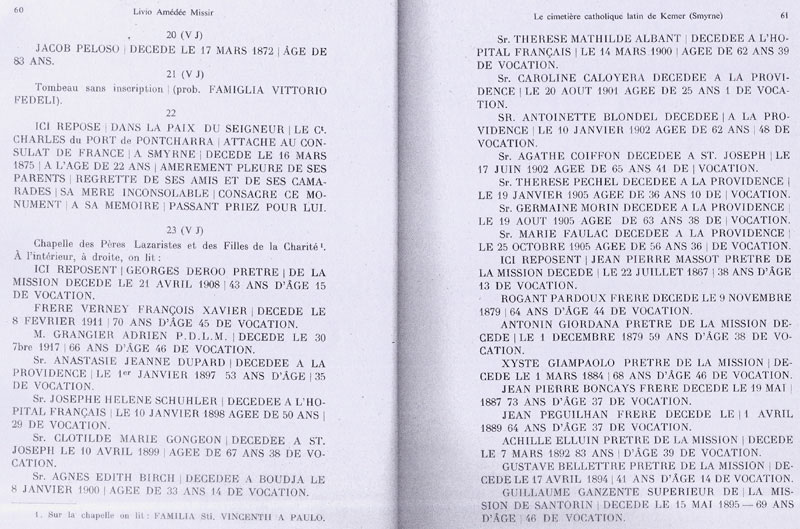 60
Livio Amédée Missir
20 (V J)
JACOB PELOSO | DECEDE LE 17 MARS 1872 | ÂGE DE
83 ANS.
21 (V J)
Tombeau sans inscription | (prob. FAMIGLIA VITTORIO
FEDELI).
22
ICI REPOSE | DANS LA PAIX DU SEIGNEUR | LE Ct.
CHARLES du PORT de PONTCHARRA | ATTACHE AU CON-
SULAT DE FRANCE | A SMYRNE | DECEDE LE 16 MARS
1875 | A L'AGE DE 22 ANS | AMEREMENT PLEURE DE SES
PARENTS | REGRETTE DE SES AMIS ET DE SES CAMA-
RADES | SA MERE INCONSOLABLE | CONSACRE CE MO-
NUMENT | A SA MEMOIRE | PASSANT PRIEZ POUR LUI.
23 (V J)
Chapelle des Pères Lazaristes et des Filles de la Charité¹.
À l'intérieur, à droite, on lit :
ICI REPOSENT | GEORGES DEROO PRETRE | DE LA
MISSION DECEDE LE 21 AVRIL 1908 | 43 ANS D'ÂGE 15
DE VOCATION.
FRERE VERNEY FRANÇOIS XAVIER | DECEDE LE
8 FEVRIER 1911 | 70 ANS D'ÂGE 45 DE VOCATION.
M. GRANGIER ADRIEN P.D.L.M. | DECEDE LE 30
7bre 1917 | 66 ANS D'ÂGE 46 DE VOCATION.
Sr. ANASTASIE JEANNE DUPARD | DECEDEE A LA
PROVIDENCE | LE 1er JANVIER 1897 53 ANS D'ÂGE | 35
DE VOCATION.
Sr. JOSEPHE HELENE SCHUHLER | DECEDEE A L'HO-
PITAL FRANÇAIS | LE 10 JANVIER 1898 AGEE DE 50 ANS |
29 DE VOCATION.
Sr. CLOTILDE MARIE GONGEON | DECEDEE A ST.
JOSEPH LE 10 AVRIL 1899 | AGEE DE 67 ANS 38 DE VO-
CATION.
Sr. AGNES EDITH BIRCH | DECEDEE A BOUDJA LE
8 JANVIER 1900 | AGEE DE 33 ANS 14 DE VOCATION.
1. Sur la chapelle on lit : FAMILIA Sti. VINCENTII A PAULO.
Le cimetière catholique latin de Kemer (Smyrne)
61
Sr. THERESE MATHILDE ALBANT | DECEDEE A L'HO-
PITAL FRANÇAIS | LE 14 MARS 1900 | AGEE DE 62 ANS 39
DE VOCATION.
Sr. CAROLINE CALOYERA DECEDEE A LA PROVI-
DENCE | LE 20 AOUT 1901 AGEE DE 25 ANS 1 DE VOCA-
TION.
SR. ANTOINETTE BLONDEL DECEDEE | A LA PRO-
VIDENCE | LE 10 JANVIER 1902 AGEE DE 62 ANS | 48 DE
VOCATION.
Sr. AGATHE COIFFON DECEDEE A ST. JOSEPH | LE
17 JUIN 1902 AGEE DE 65 ANS 41 DE | VOCATION.
Sr. THERESE PECHEL DECEDEE A LA PROVIDENCE |
LE 19 JANVIER 1905 AGEE DE 36 ANS 10 DE | VOCATION.
Sr. GERMAINE MORIN DECEDEE A LA PROVIDENCE |
LE 19 AOUT 1905 AGEE DE 63 ANS 38 DE | VOCATION.
Sr. MARIE FAULAC DECEDEE A LA PROVIDENCE |
LE 25 OCTOBRE 1905 AGEE DE 56 ANS 36 | DE VOCATION.
ICI REPOSENT | JEAN PIERRE MASSOT PRETRE DE
LA MISSION DECEDE | LE 22 JUILLET 1867 | 38 ANS D'ÂGE
13 DE VOCATION.
ROGANT PARDOUX FRERE DECEDE LE 9 NOVEMBRE
1879 | 64 ANS D'ÂGE 44 DE VOCATION.
ANTONIN GIORDANA PRETRE DE LA MISSION DE-
CEDE | LE 1 DECEMBRE 1879 59 ANS D'ÂGE 38 DE VO-
CATION.
XYSTE GIAMPAOLO PRETRE DE LA MISSION | DE-
CEDE LE 1 MARS 1884 | 68 ANS D'ÂGE 46 DE VOCATION.
JEAN PIERRE BONCAYS FRERE DECEDE LE 19 MAI |
1887 73 ANS D'ÂGE 37 DE VOCATION.
JEAN PEGUILHAN FRERE DECEDE LE | 1 AVRIL
1889 64 ANS D'ÂGE 37 DE VOCATION.
ACHILLE ELLUIN PRETRE DE LA MISSION | DECEDE
LE 7 MARS 1892 83 ANS | D'ÂGE 39 DE VOCATION.
GUSTAVE BELLETTRE PRETRE DE LA MISSION | DE-
CEDE LE 17 AVRIL 1894 | 41 ANS D'ÂGE 14 DE VOCATION.
GUILLAUME GANZENTE SUPERIEUR DE | LA MIS-
SION DE SANTORIN | DECEDE LE 15 MAI 1895 — 69 ANS
D'ÂGE | 46 DE VOCATION.